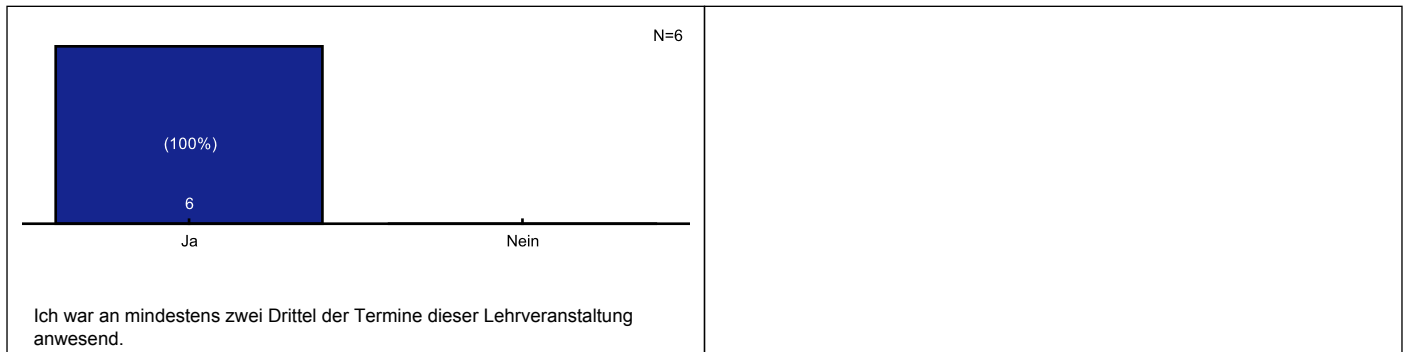 N=6
(100%)
6
Ja
Nein
Ich war an mindestens zwei Drittel der Termine dieser Lehrveranstaltung
anwesend.